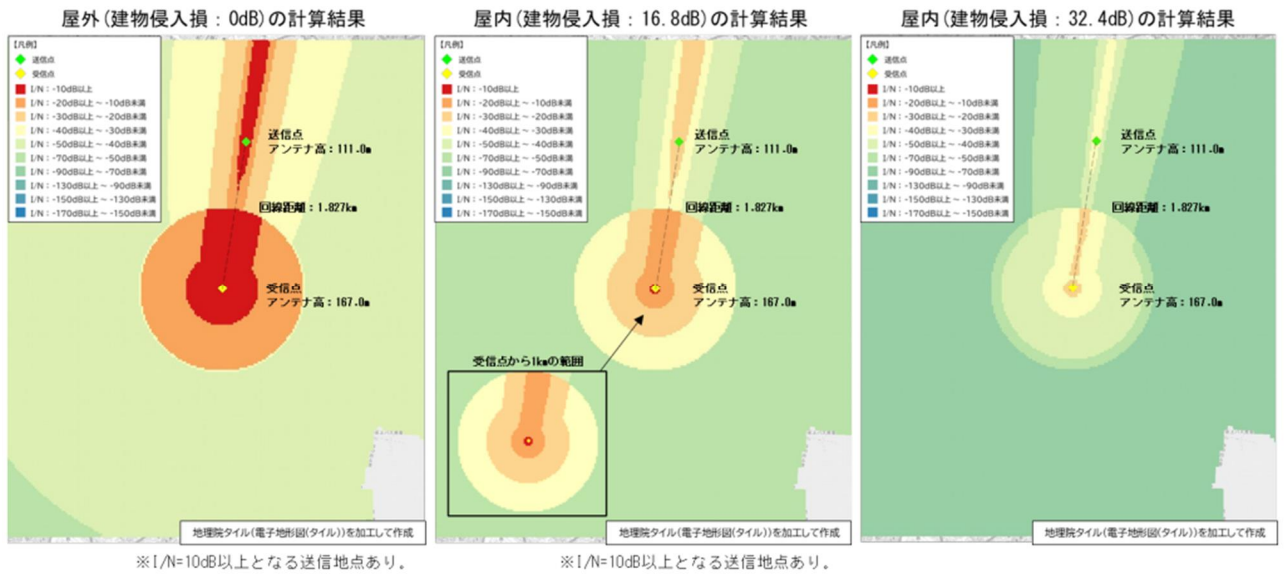 屋外(建物侵入損:0dB)の計算結果
【凡例】
送信点
受信点
I/N:-10dB以上
I/N:-20dB以上~-10dB未満
I/N:-30dB以上~-20dB未満
I/N:-40dB以上~-30dB未満
I/N:-50dB以上~-40dB未満
I/N:-70dB以上~-50dB未満
I/N:-90dB以上~-70dB未満
I/N:-130dB以上~-90dB未満
I/N:-150dB以上~-130dB未満
I/N:-170dB以上~-150dB未満
送信点
アンテナ高:111.0m
回線距離:1.827km
受信点
アンテナ高:167.0m
地理院タイル(電子地形図(タイル))を加工して作成
※I/N=10dB以上となる送信地点あり。
屋内(建物侵入損:16.8dB)の計算結果
【凡例】
送信点
受信点
I/N:-10dB以上
I/N:-20dB以上~-10dB未満
I/N:-30dB以上~-20dB未満
I/N:-40dB以上~-30dB未満
I/N:-50dB以上~-40dB未満
I/N:-70dB以上~-50dB未満
I/N:-90dB以上~-70dB未満
I/N:-130dB以上~-90dB未満
I/N:-150dB以上~-130dB未満
I/N:-170dB以上~-150dB未満
送信点
アンテナ高:111.0m
回線距離:1.827km
受信点
アンテナ高:167.0m
受信点から1kmの範囲
地理院タイル(電子地形図(タイル))を加工して作成
※I/N=10dB以上となる送信地点あり。
屋内(建物侵入損:32.4dB)の計算結果
【凡例】
送信点
受信点
I/N:-10dB以上
I/N:-20dB以上~-10dB未満
I/N:-30dB以上~-20dB未満
I/N:-40dB以上~-30dB未満
I/N:-50dB以上~-40dB未満
I/N:-70dB以上~-50dB未満
I/N:-90dB以上~-70dB未満
I/N:-130dB以上~-90dB未満
I/N:-150dB以上~-130dB未満
I/N:-170dB以上~-150dB未満
送信点
アンテナ高:111.0m
回線距離:1.827km
受信点
アンテナ高:167.0m
地理院タイル(電子地形図(タイル))を加工して作成